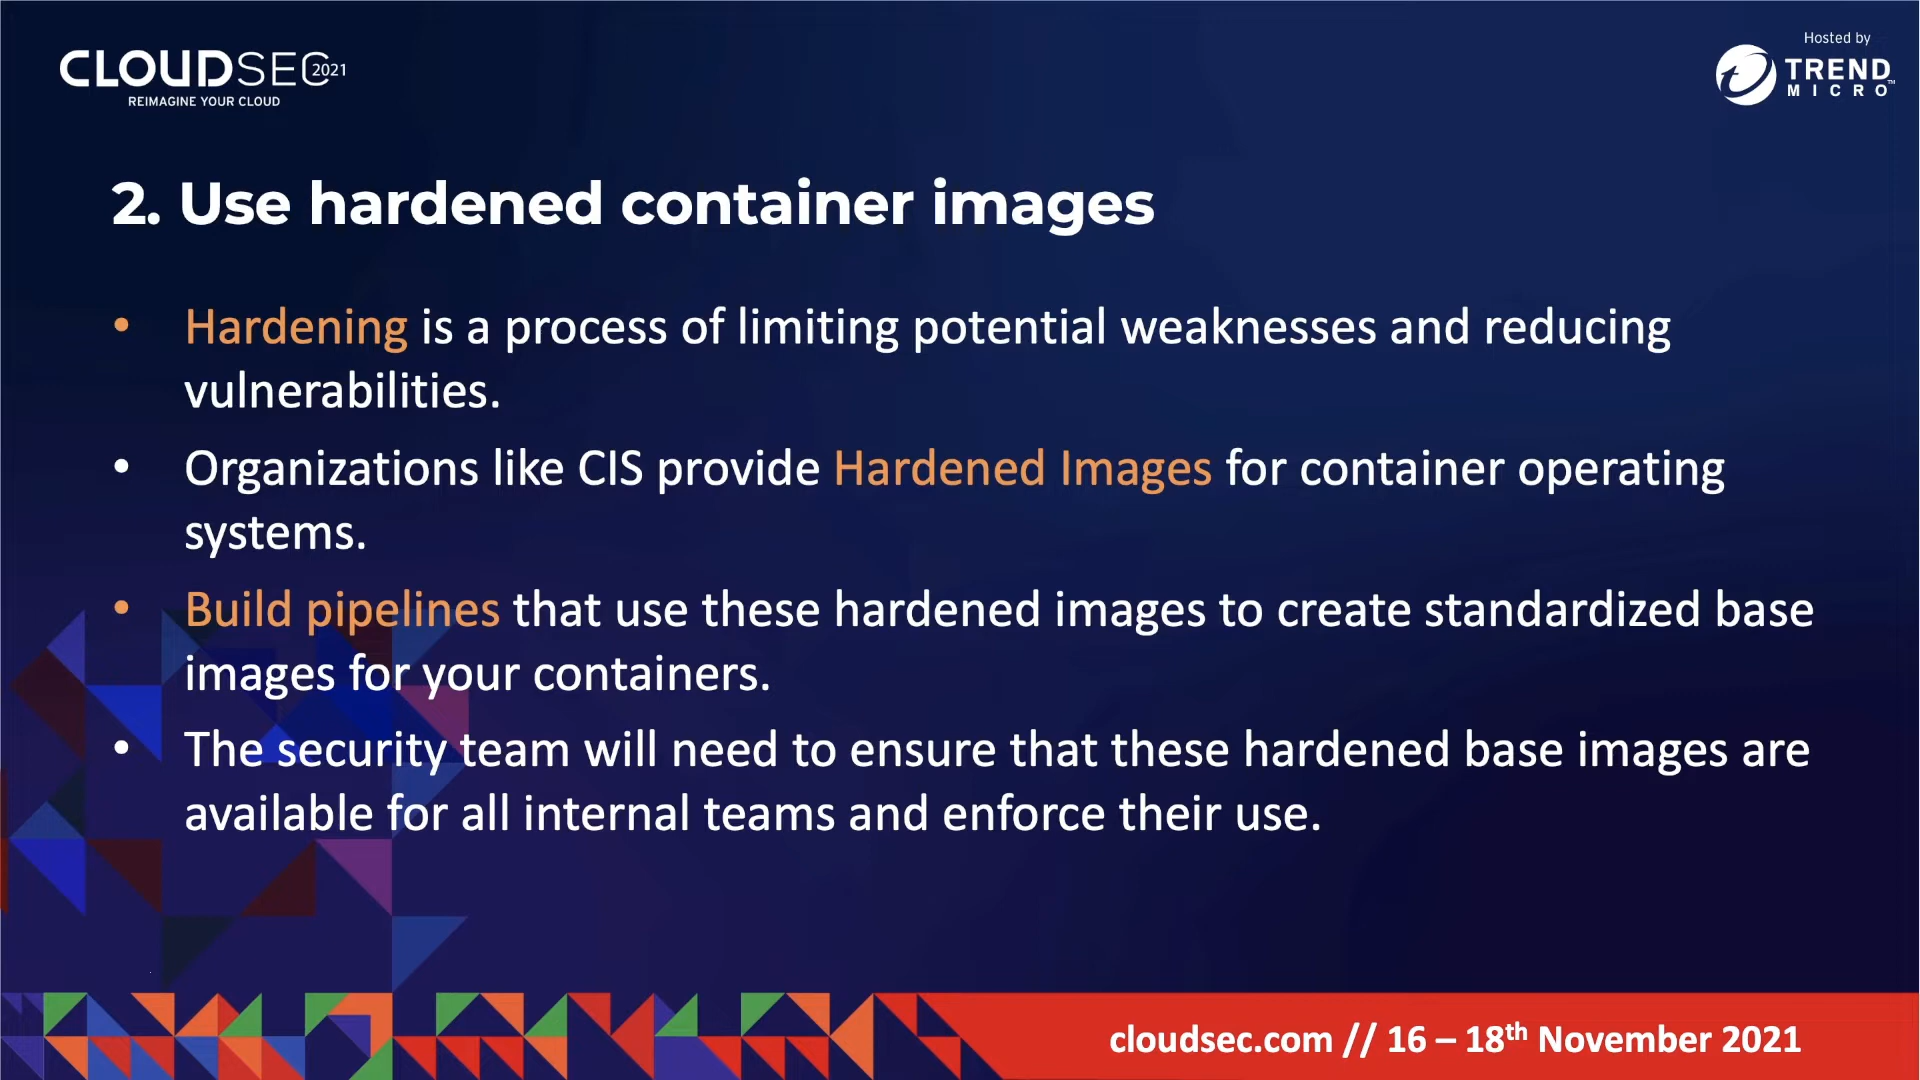 CLOUDSEC 2021
REIMAGINE YOUR CLOUD
Hosted by
TREND
MICRO™
2. Use hardened container images
• Hardening is a process of limiting potential weaknesses and reducing
vulnerabilities.
• Organizations like CIS provide Hardened Images for container operating
systems.
• Build pipelines that use these hardened images to create standardized base
images for your containers.
• The security team will need to ensure that these hardened base images are
available for all internal teams and enforce their use.
cloudsec.com // 16 – 18th November 2021